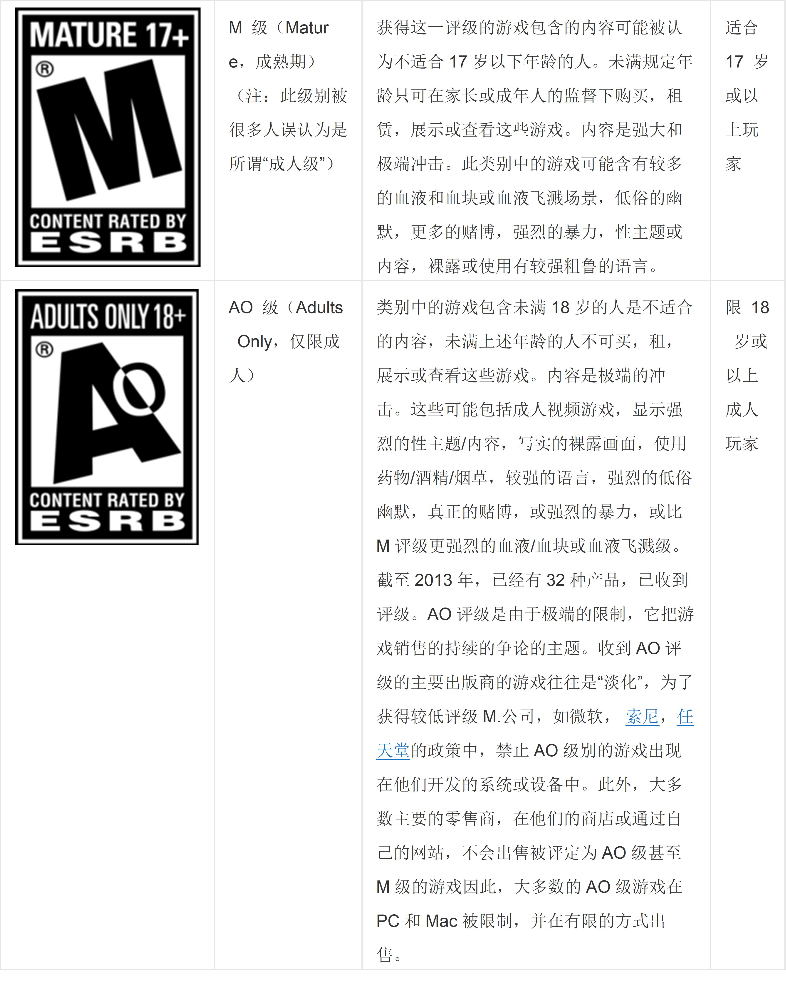 MATURE 17+
®
M
CONTENT RATED BY
ESRB
M 级（Matur
e，成熟期）
（注：此级别被
很多人误认为是
所谓“成人级”）
获得这一评级的游戏包含的内容可能被认
为不适合 17 岁以下年龄的人。未满规定年
龄只可在家长或成年人的监督下购买，租
赁，展示或查看这些游戏。内容是强大和
极端冲击。此类别中的游戏可能含有较多
的血液和血块或血液飞溅场景，低俗的幽
默，更多的赌博，强烈的暴力，性主题或
内容，裸露或使用有较强粗鲁的语言。
适合
17 岁
或以
上玩
家
ADULTS ONLY 18+
®
AO
CONTENT RATED BY
ESRB
AO 级（Adults
Only，仅限成
人）
类别中的游戏包含未满 18 岁的人是不适合
的内容，未满上述年龄的人不可买，租，
展示或查看这些游戏。内容是极端的冲
击。这些可能包括成人视频游戏，显示强
烈的性主题/内容，写实的裸露画面，使用
药物/酒精/烟草，较强的语言，强烈的低俗
幽默，真正的赌博，或强烈的暴力，或比
M 评级更强烈的血液/血块或血液飞溅级。
截至 2013 年，已经有 32 种产品，已收到
评级。AO 评级是由于极端的限制，它把游
戏销售的持续的争论的主题。收到 AO 评
级的主要出版商的游戏往往是“淡化”，为了
获得较低评级 M.公司，如微软， 索尼，任
天堂的政策中，禁止 AO 级别的游戏出现
在他们开发的系统或设备中。此外，大多
数主要的零售商，在他们的商店或通过自
己的网站，不会出售被评定为 AO 级甚至
M 级的游戏因此，大多数的 AO 级游戏在
PC 和 Mac 被限制，并在有限的方式出
售。
限 18
岁或
以上
成人
玩家